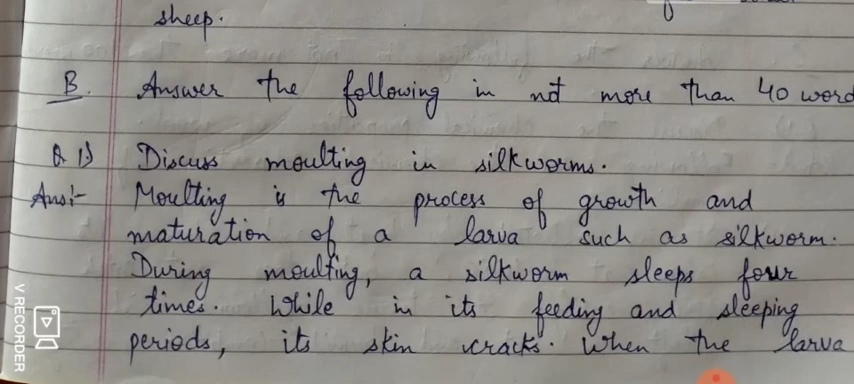 sheep.
B. Answer the following in not more than 40 word
Q 1) Discuss moulting in silkworms.
Ans:- Moulting is the process of growth and
maturation of a larva such as silkworm.
During moulting, a silkworm sleeps four
times. While in its feeding and sleeping
periods, its skin cracks. When the larva
V RECORDER